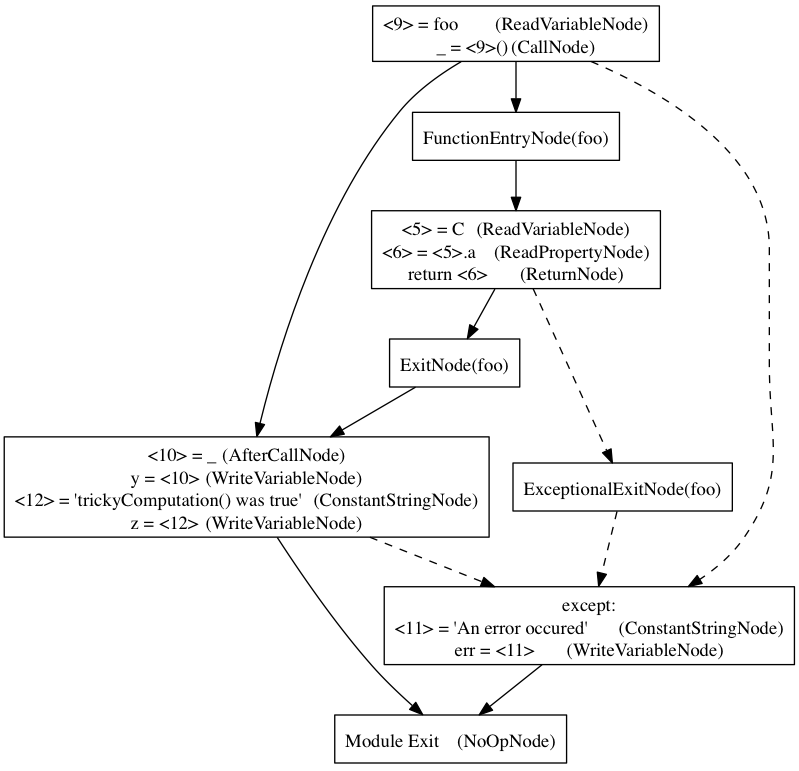 <9> = foo (ReadVariableNode)
_ = <9>() (CallNode)
FunctionEntryNode(foo)
<5> = C (ReadVariableNode)
<6> = <5>.a (ReadPropertyNode)
return <6> (ReturnNode)
ExitNode(foo)
<10> = _ (AfterCallNode)
y = <10> (WriteVariableNode)
<12> = 'trickyComputation() was true' (ConstantStringNode)
z = <12> (WriteVariableNode)
ExceptionalExitNode(foo)
except:
<11> = 'An error occured' (ConstantStringNode)
err = <11> (WriteVariableNode)
Module Exit (NoOpNode)